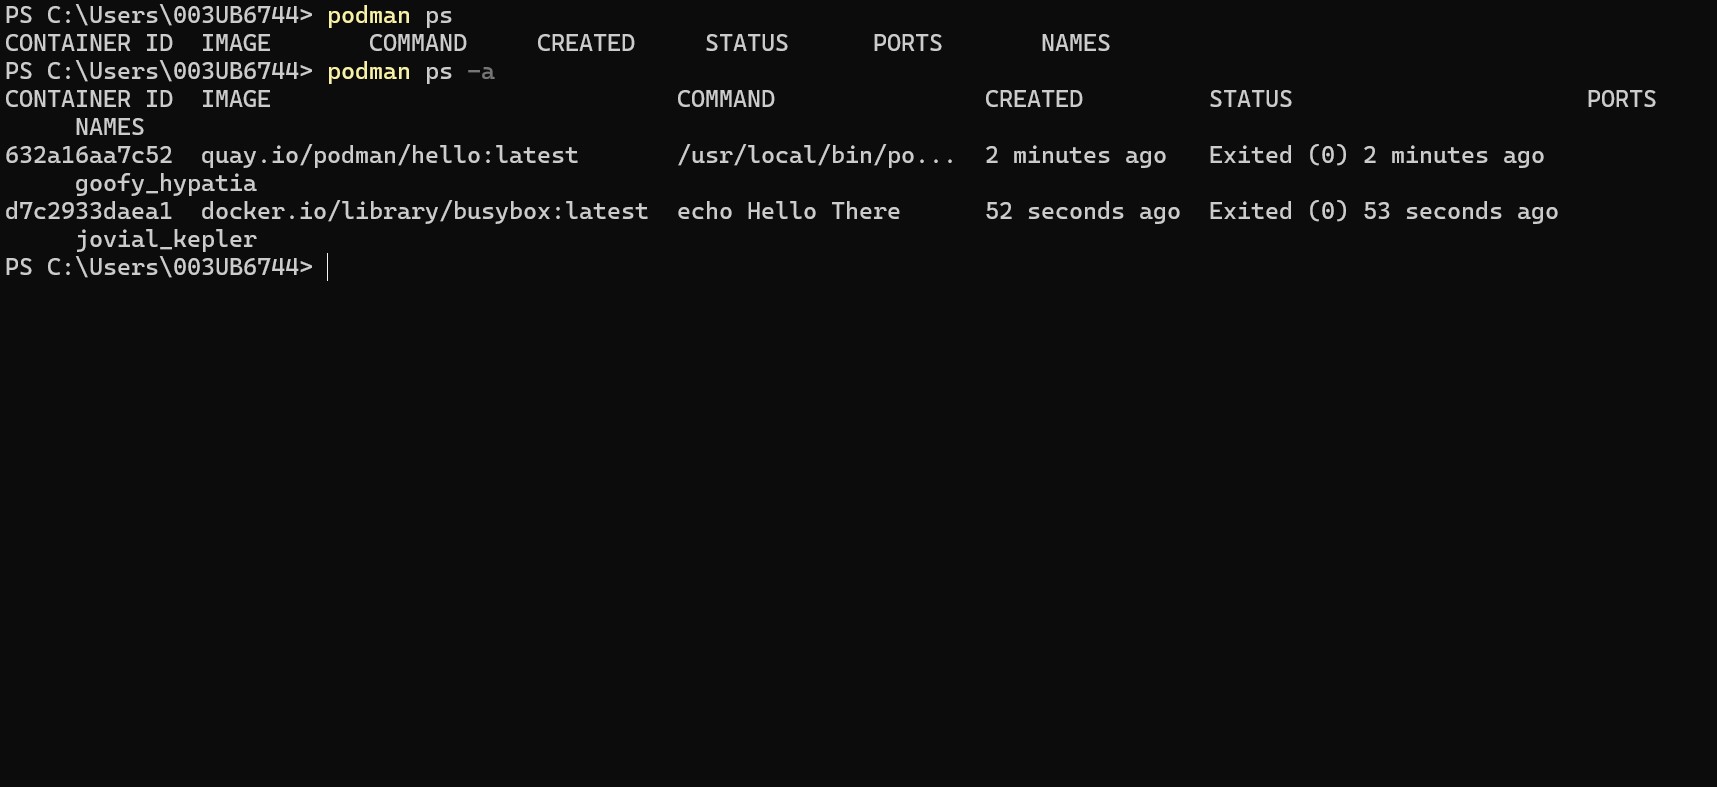 PS C:\Users\003UB6744> podman ps
CONTAINER ID  IMAGE       COMMAND     CREATED     STATUS      PORTS       NAMES
PS C:\Users\003UB6744> podman ps -a
CONTAINER ID  IMAGE                             COMMAND               CREATED         STATUS                     PORTS
     NAMES
632a16aa7c52  quay.io/podman/hello:latest       /usr/local/bin/po...  2 minutes ago   Exited (0) 2 minutes ago
     goofy_hypatia
d7c2933daea1  docker.io/library/busybox:latest  echo Hello There      52 seconds ago  Exited (0) 53 seconds ago
     jovial_kepler
PS C:\Users\003UB6744>